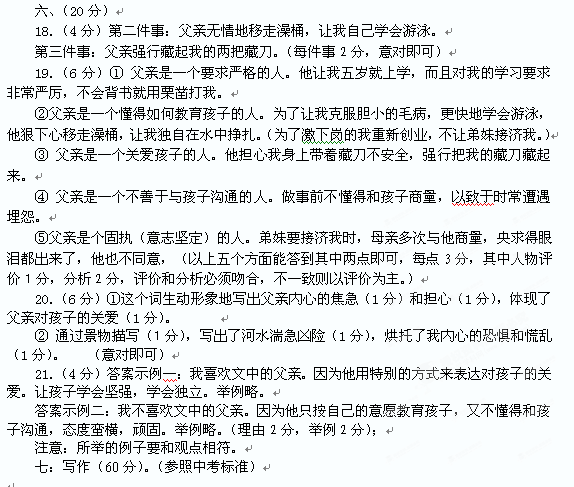 六、(20分)
18.(4分)第二件事：父亲无情地移走澡桶，让我自己学会游泳。
第三件事：父亲强行藏起我的两把藏刀。(每件事2分，意对即可)
19.(6分)① 父亲是一个要求严格的人。他让我五岁就上学，而且对我的学习要求
非常严厉，不会背书就用栗凿打我。
②父亲是一个懂得如何教育孩子的人。为了让我克服胆小的毛病，更快地学会游泳，
他狠下心移走澡桶，让我独自在水中挣扎。(为了激下岗的我重新创业，不让弟妹接济我。)
③ 父亲是一个关爱孩子的人。他担心我身上带着藏刀不安全，强行把我的藏刀藏起
来。
④ 父亲是一个不善于与孩子沟通的人。做事前不懂得和孩子商量，以致于时常遭遇
埋怨。
⑤父亲是个固执（意志坚定）的人。弟妹要接济我时，母亲多次与他商量，央求得眼
泪都出来了，他也不同意，（以上五个方面能答到其中两点即可，每点3分，其中人物评
价1分，分析2分，评价和分析必须吻合，不一致则以评价为主。）
20.(6分)①这个词生动形象地写出父亲内心的焦急（1分）和担心（1分），体现了
父亲对孩子的关爱（1分）。
② 通过景物描写（1分），写出了河水湍急凶险（1分），烘托了我内心的恐惧和慌乱
（1分）。 （意对即可）
21.(4分)答案示例一：我喜欢文中的父亲。因为他用特别的方式来表达对孩子的关
爱。让孩子学会坚强，学会独立。举例略。
答案示例二：我不喜欢文中的父亲。因为他只按自己的意愿教育孩子，又不懂得和孩
子沟通，态度蛮横，顽固。举例略。(理由2分，举例2分)；
注意：所举的例子要和观点相符。
七：写作(60分)。(参照中考标准)